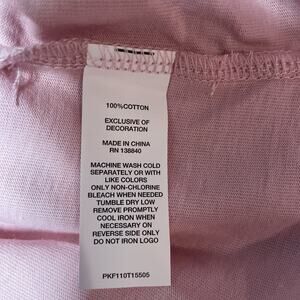 100%COTTON
EXCLUSIVE OF
DECORATION
MADE IN CHINA
RN 138840
MACHINE WASH COLD
SEPARATELY OR WITH
LIKE COLORS
ONLY NON-CHLORINE
BLEACH WHEN NEEDED
TUMBLE DRY LOW
REMOVE PROMPTLY
COOL IRON WHEN
NECESSARY ON
REVERSE SIDE ONLY
DO NOT IRON LOGO
PKF110T15505